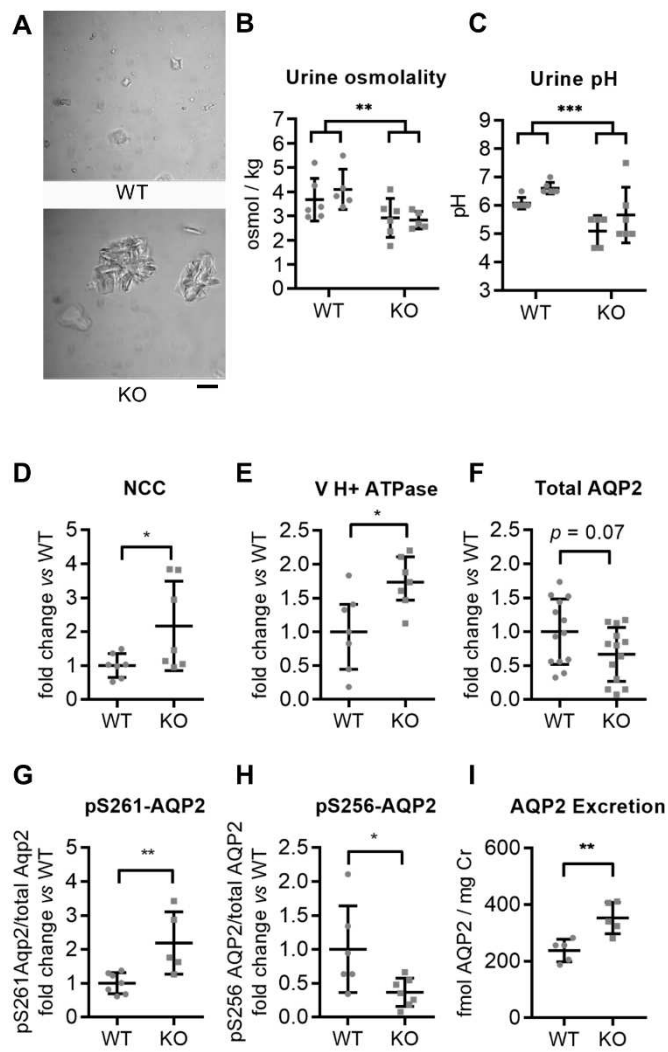 A
WT
KO
B
Urine osmolality
**
osmol / kg
7
6
5
4
3
2
1
0
WT KO
C
Urine pH
***
pH
9
8
7
6
5
4
3
WT KO
D
NCC
*
fold change vs WT
5
4
3
2
1
0
WT KO
E
V H+ ATPase
*
fold change vs WT
2.5
2.0
1.5
1.0
0.5
0.0
WT KO
F
Total AQP2
p = 0.07
fold change vs WT
2.5
2.0
1.5
1.0
0.5
0.0
WT KO
G
pS261-AQP2
**
pS261Aqp2/total Aqp2
fold change vs WT
5
4
3
2
1
0
WT KO
H
pS256-AQP2
*
pS256 AQP2/total AQP2
fold change vs WT
2.5
2.0
1.5
1.0
0.5
0.0
WT KO
I
AQP2 Excretion
**
fmol AQP2 / mg Cr
600
400
200
0
WT KO